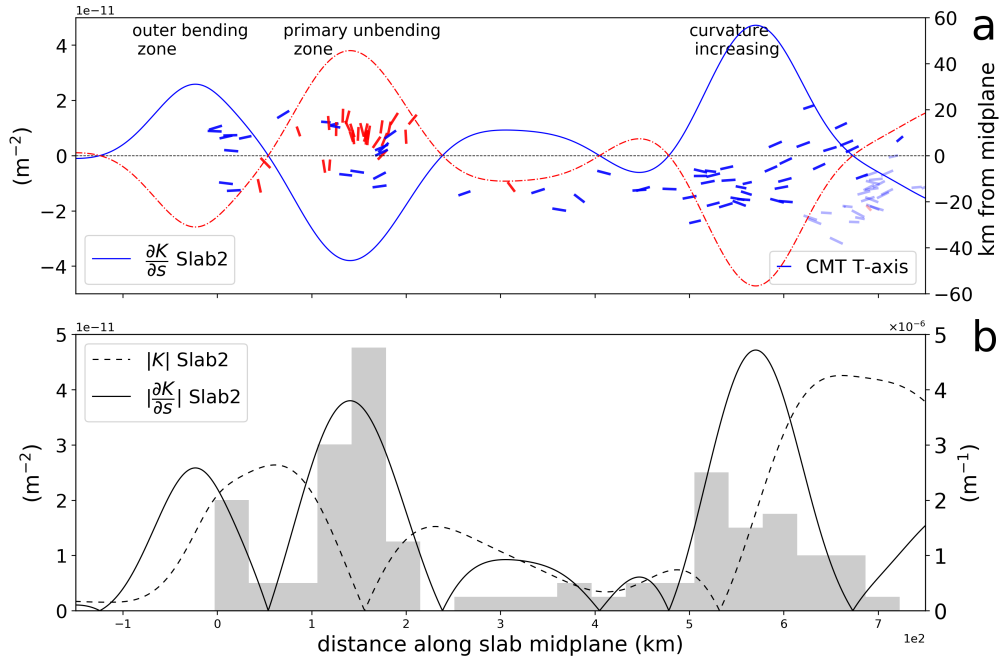 1e−11
outer bending
zone
primary unbending
zone
curvature
increasing
a
4
2
0
−2
−4
(m⁻²)
60
40
20
0
−20
−40
−60
km from midplane
∂K/∂s Slab2
CMT T-axis
1e−11
×10⁻⁶
b
|K| Slab2
|∂K/∂s| Slab2
5
4
3
2
1
0
(m⁻²)
5
4
3
2
1
0
(m⁻¹)
−1 0 1 2 3 4 5 6 7
1e2
distance along slab midplane (km)